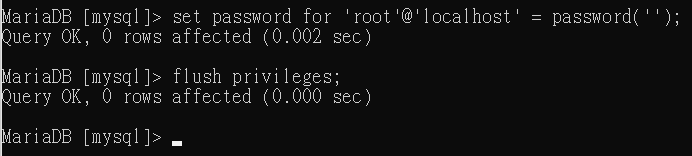 MariaDB [mysql]> set password for 'root'@'localhost' = password('');
Query OK, 0 rows affected (0.002 sec)
MariaDB [mysql]> flush privileges;
Query OK, 0 rows affected (0.000 sec)
MariaDB [mysql]>